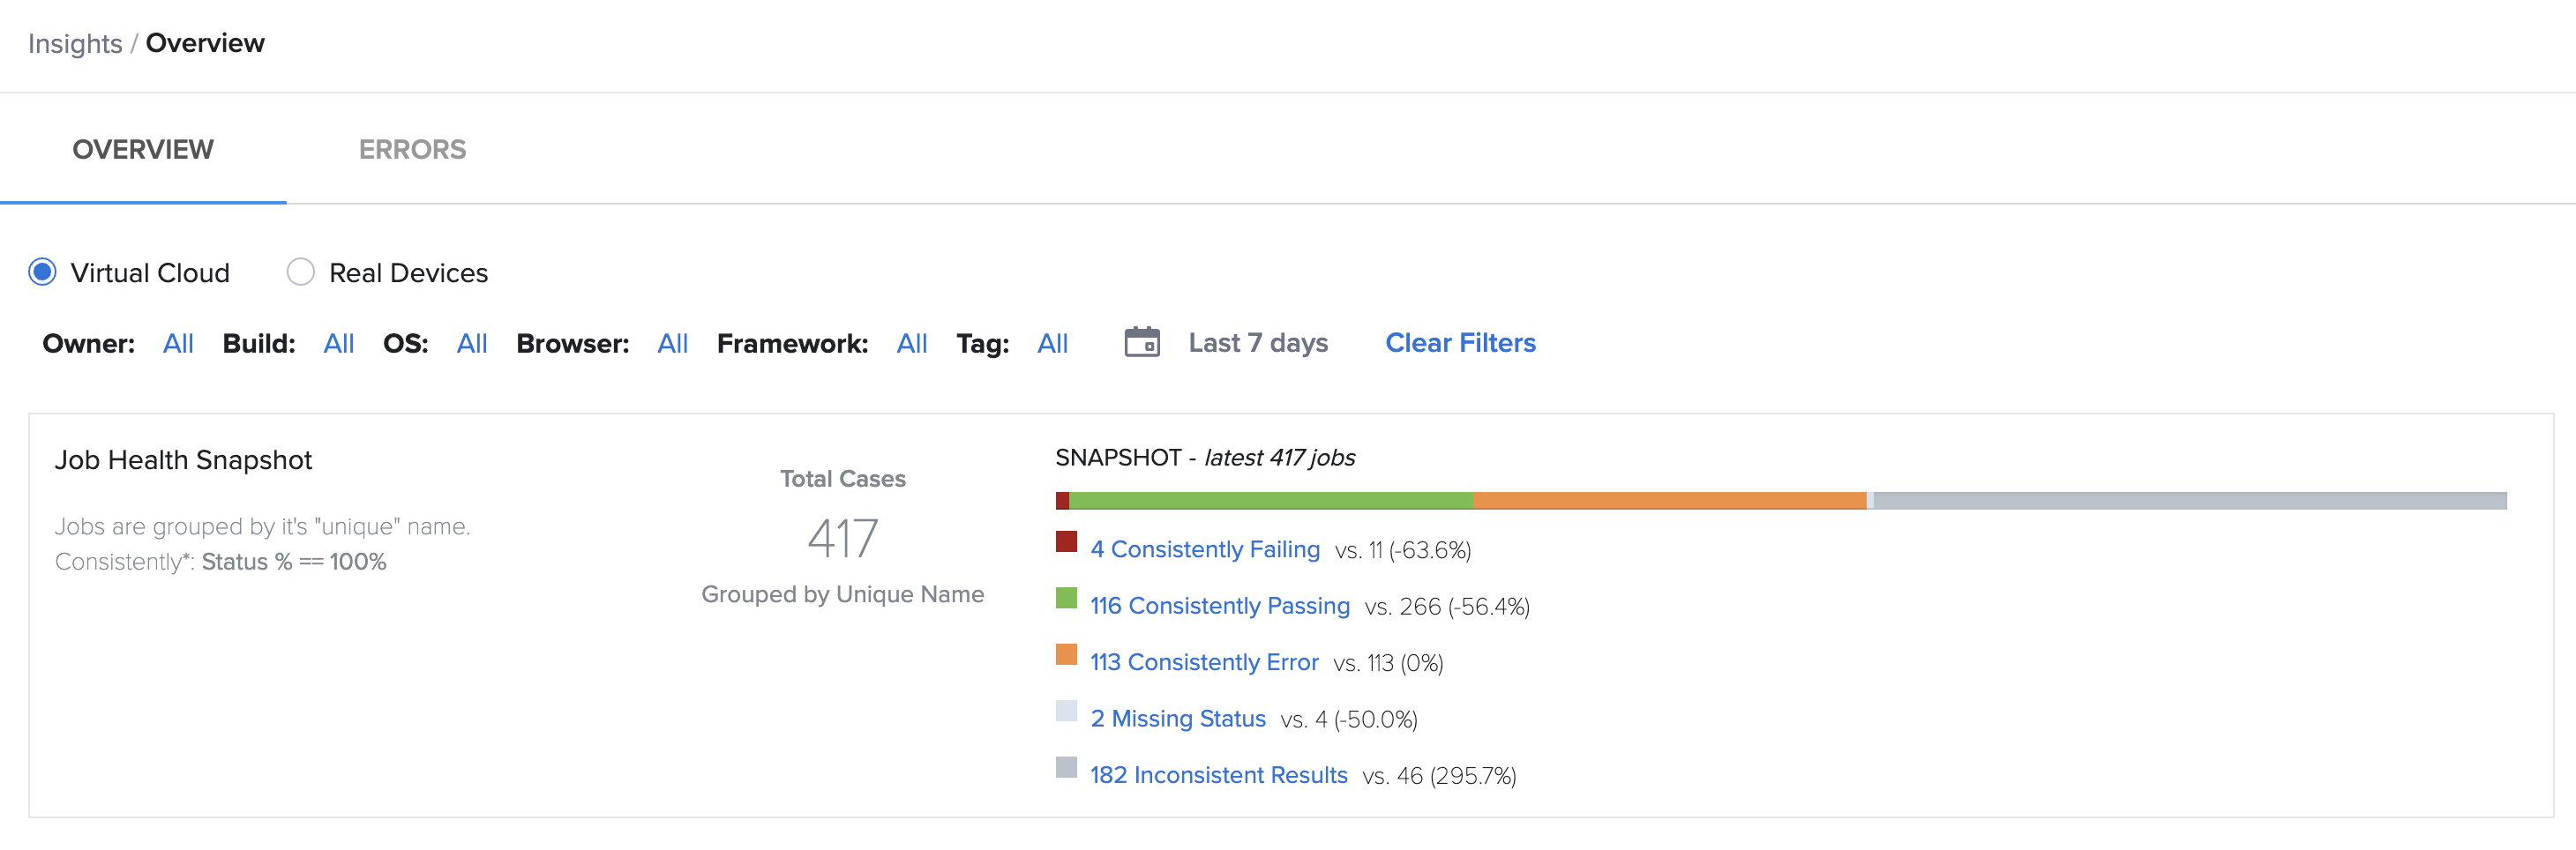 Insights / Overview
OVERVIEW ERRORS
Virtual Cloud Real Devices
Owner: All Build: All OS: All Browser: All Framework: All Tag: All Last 7 days Clear Filters
Job Health Snapshot
Jobs are grouped by it's "unique" name.
Consistently*: Status % == 100%
Total Cases
417
Grouped by Unique Name
SNAPSHOT - latest 417 jobs
4 Consistently Failing vs. 11 (-63.6%)
116 Consistently Passing vs. 266 (-56.4%)
113 Consistently Error vs. 113 (0%)
2 Missing Status vs. 4 (-50.0%)
182 Inconsistent Results vs. 46 (295.7%)